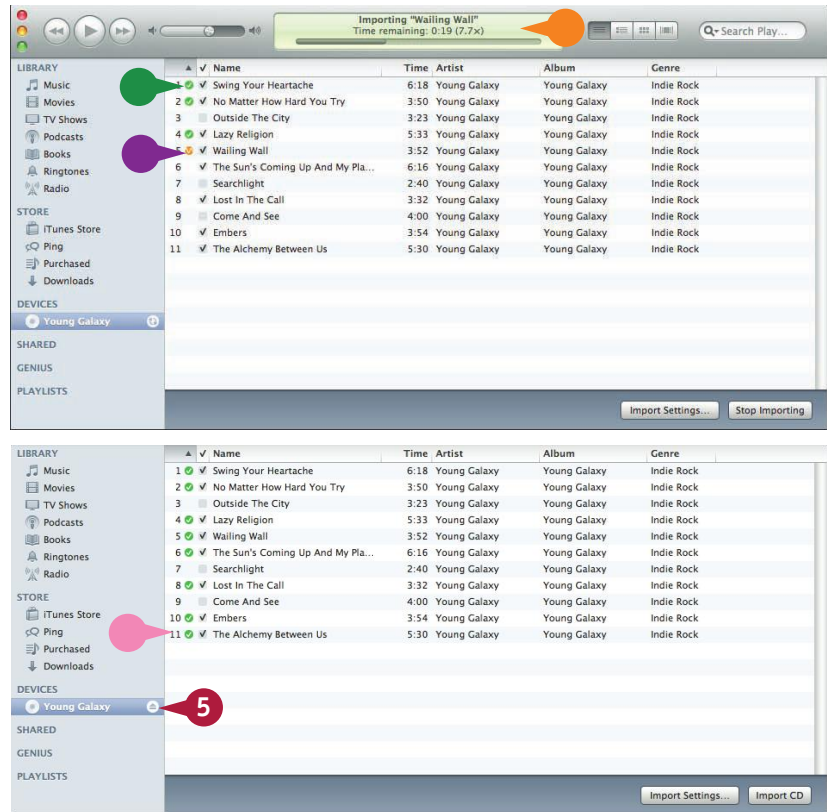 Importing "Wailing Wall"
Time remaining: 0:19 (7.7×)
Search Play...
LIBRARY
Music
Movies
TV Shows
Podcasts
Books
Ringtones
Radio
STORE
iTunes Store
Ping
Purchased
Downloads
DEVICES
Young Galaxy
SHARED
GENIUS
PLAYLISTS
Name Time Artist Album Genre
1 Swing Your Heartache 6:18 Young Galaxy Young Galaxy Indie Rock
2 No Matter How Hard You Try 3:50 Young Galaxy Young Galaxy Indie Rock
3 Outside The City 3:23 Young Galaxy Young Galaxy Indie Rock
4 Lazy Religion 5:33 Young Galaxy Young Galaxy Indie Rock
5 Wailing Wall 3:52 Young Galaxy Young Galaxy Indie Rock
6 The Sun's Coming Up And My Pla... 6:16 Young Galaxy Young Galaxy Indie Rock
7 Searchlight 2:40 Young Galaxy Young Galaxy Indie Rock
8 Lost In The Call 3:32 Young Galaxy Young Galaxy Indie Rock
9 Come And See 4:00 Young Galaxy Young Galaxy Indie Rock
10 Embers 3:54 Young Galaxy Young Galaxy Indie Rock
11 The Alchemy Between Us 5:30 Young Galaxy Young Galaxy Indie Rock
Import Settings... Stop Importing
LIBRARY
Music
Movies
TV Shows
Podcasts
Books
Ringtones
Radio
STORE
iTunes Store
Ping
Purchased
Downloads
DEVICES
Young Galaxy
5
SHARED
GENIUS
PLAYLISTS
Name Time Artist Album Genre
1 Swing Your Heartache 6:18 Young Galaxy Young Galaxy Indie Rock
2 No Matter How Hard You Try 3:50 Young Galaxy Young Galaxy Indie Rock
3 Outside The City 3:23 Young Galaxy Young Galaxy Indie Rock
4 Lazy Religion 5:33 Young Galaxy Young Galaxy Indie Rock
5 Wailing Wall 3:52 Young Galaxy Young Galaxy Indie Rock
6 The Sun's Coming Up And My Pla... 6:16 Young Galaxy Young Galaxy Indie Rock
7 Searchlight 2:40 Young Galaxy Young Galaxy Indie Rock
8 Lost In The Call 3:32 Young Galaxy Young Galaxy Indie Rock
9 Come And See 4:00 Young Galaxy Young Galaxy Indie Rock
10 Embers 3:54 Young Galaxy Young Galaxy Indie Rock
11 The Alchemy Between Us 5:30 Young Galaxy Young Galaxy Indie Rock
Import Settings... Import CD